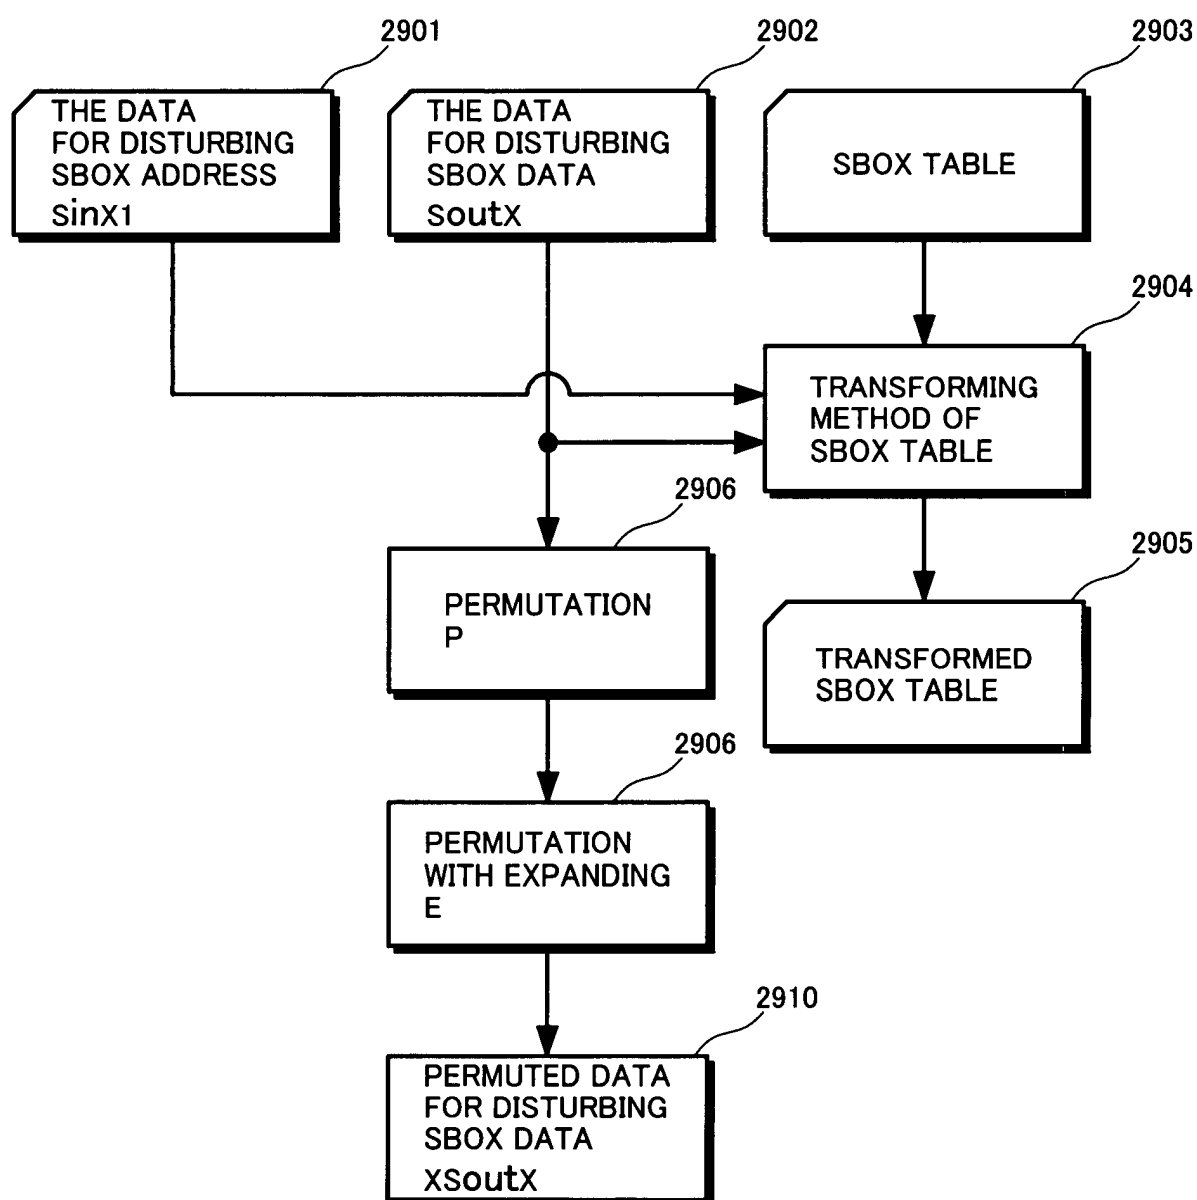 2901
THE DATA
FOR DISTURBING
SBOX ADDRESS
sinx1
2902
THE DATA
FOR DISTURBING
SBOX DATA
soutx
2903
SBOX TABLE
2904
TRANSFORMING
METHOD OF
SBOX TABLE
2906
PERMUTATION
P
2905
TRANSFORMED
SBOX TABLE
2906
PERMUTATION
WITH EXPANDING
E
2910
PERMUTED DATA
FOR DISTURBING
SBOX DATA
xsoutx